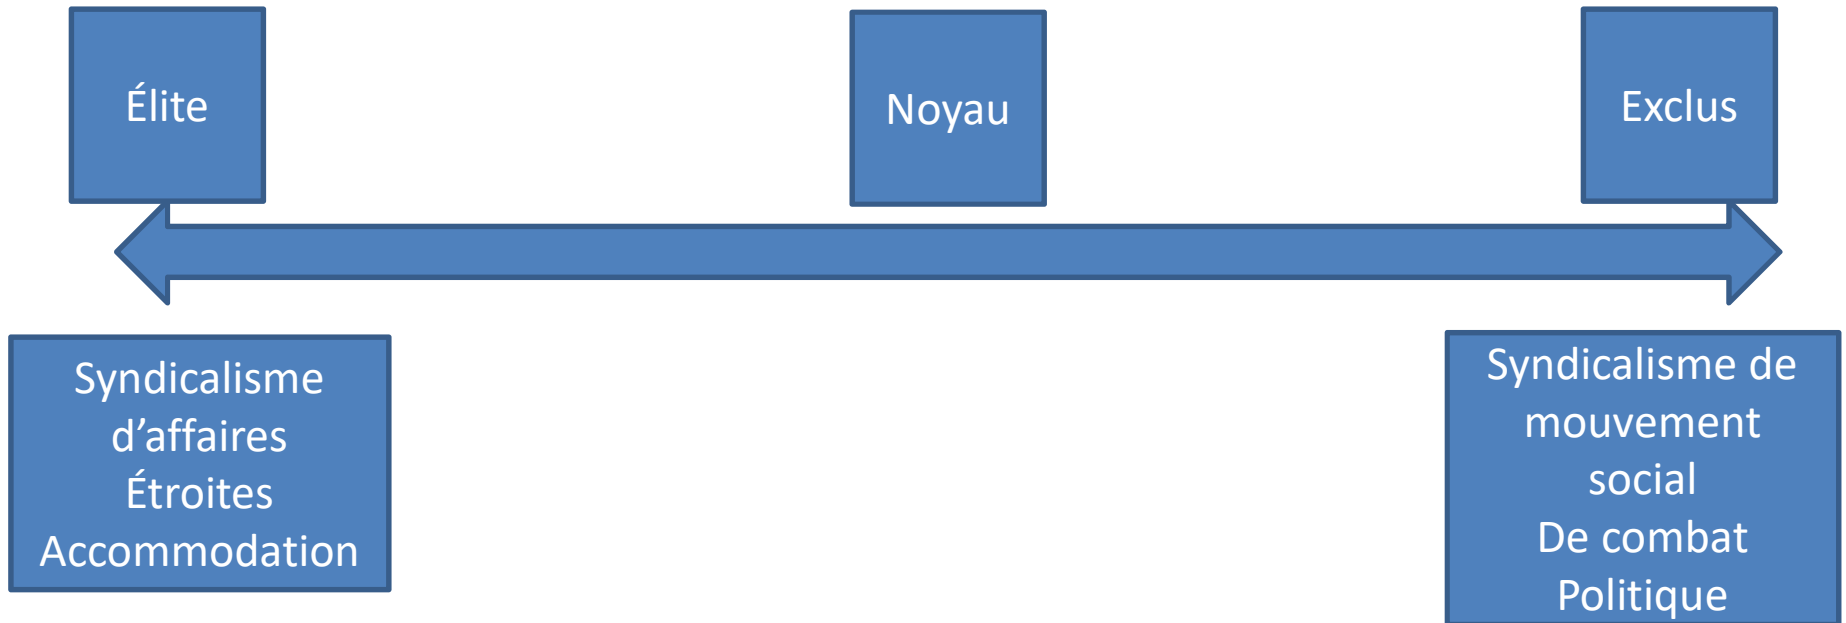 Élite
Noyau
Exclus
Syndicalisme
d’affaires
Étroites
Accommodation
Syndicalisme de
mouvement
social
De combat
Politique